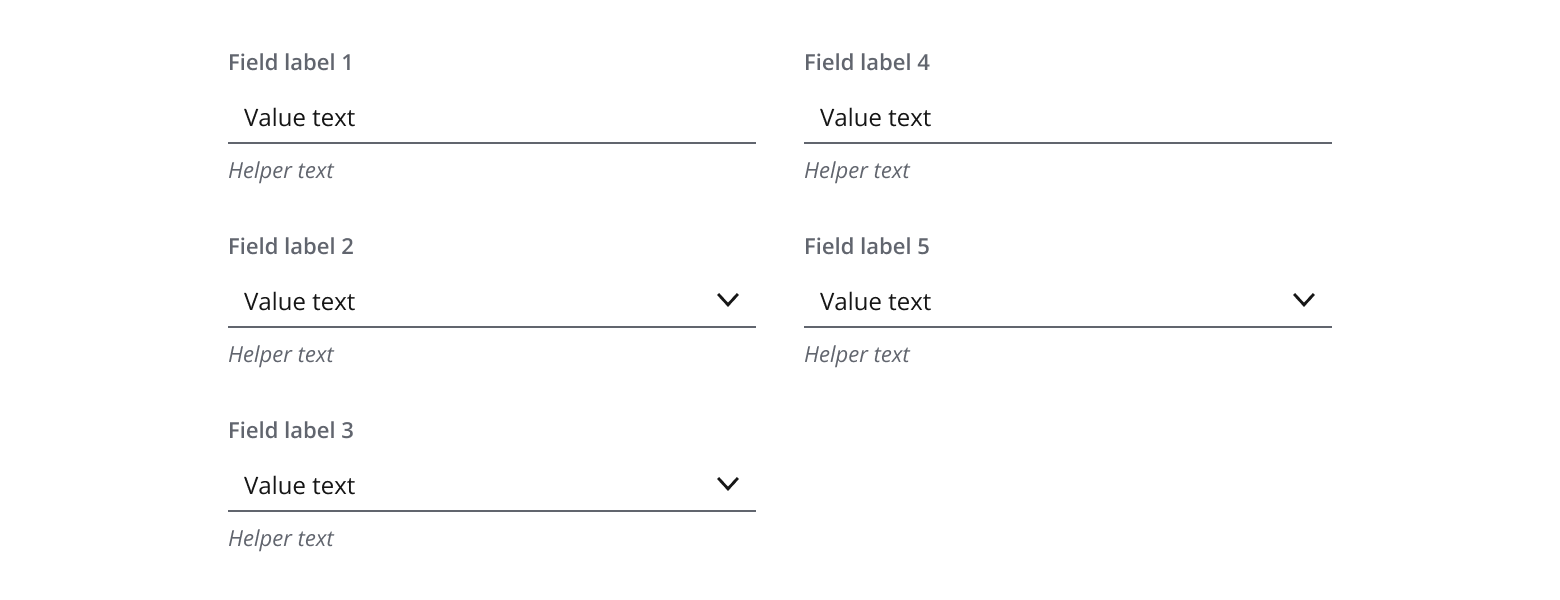 Field label 1
Value text
Helper text
Field label 2
Value text
Helper text
Field label 3
Value text
Helper text
Field label 4
Value text
Helper text
Field label 5
Value text
Helper text